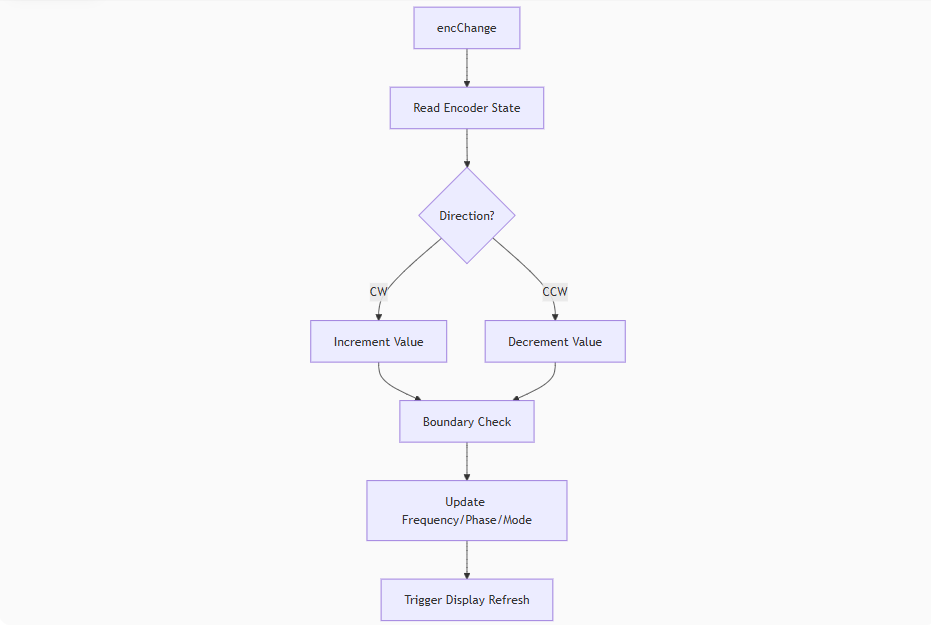 encChange
Read Encoder State
Direction?
CW
CCW
Increment Value
Decrement Value
Boundary Check
Update
Frequency/Phase/Mode
Trigger Display Refresh